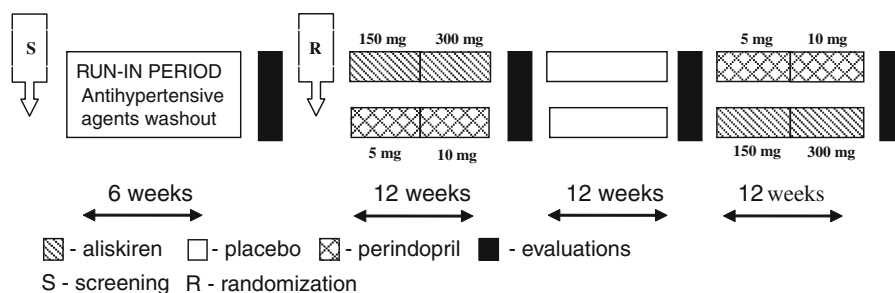 S
R
150 mg 300 mg
5 mg 10 mg
RUN-IN PERIOD
Antihypertensive
agents washout
5 mg 10 mg
150 mg 300 mg
6 weeks 12 weeks 12 weeks 12 weeks
- aliskiren - placebo - perindopril - evaluations
S - screening R - randomization